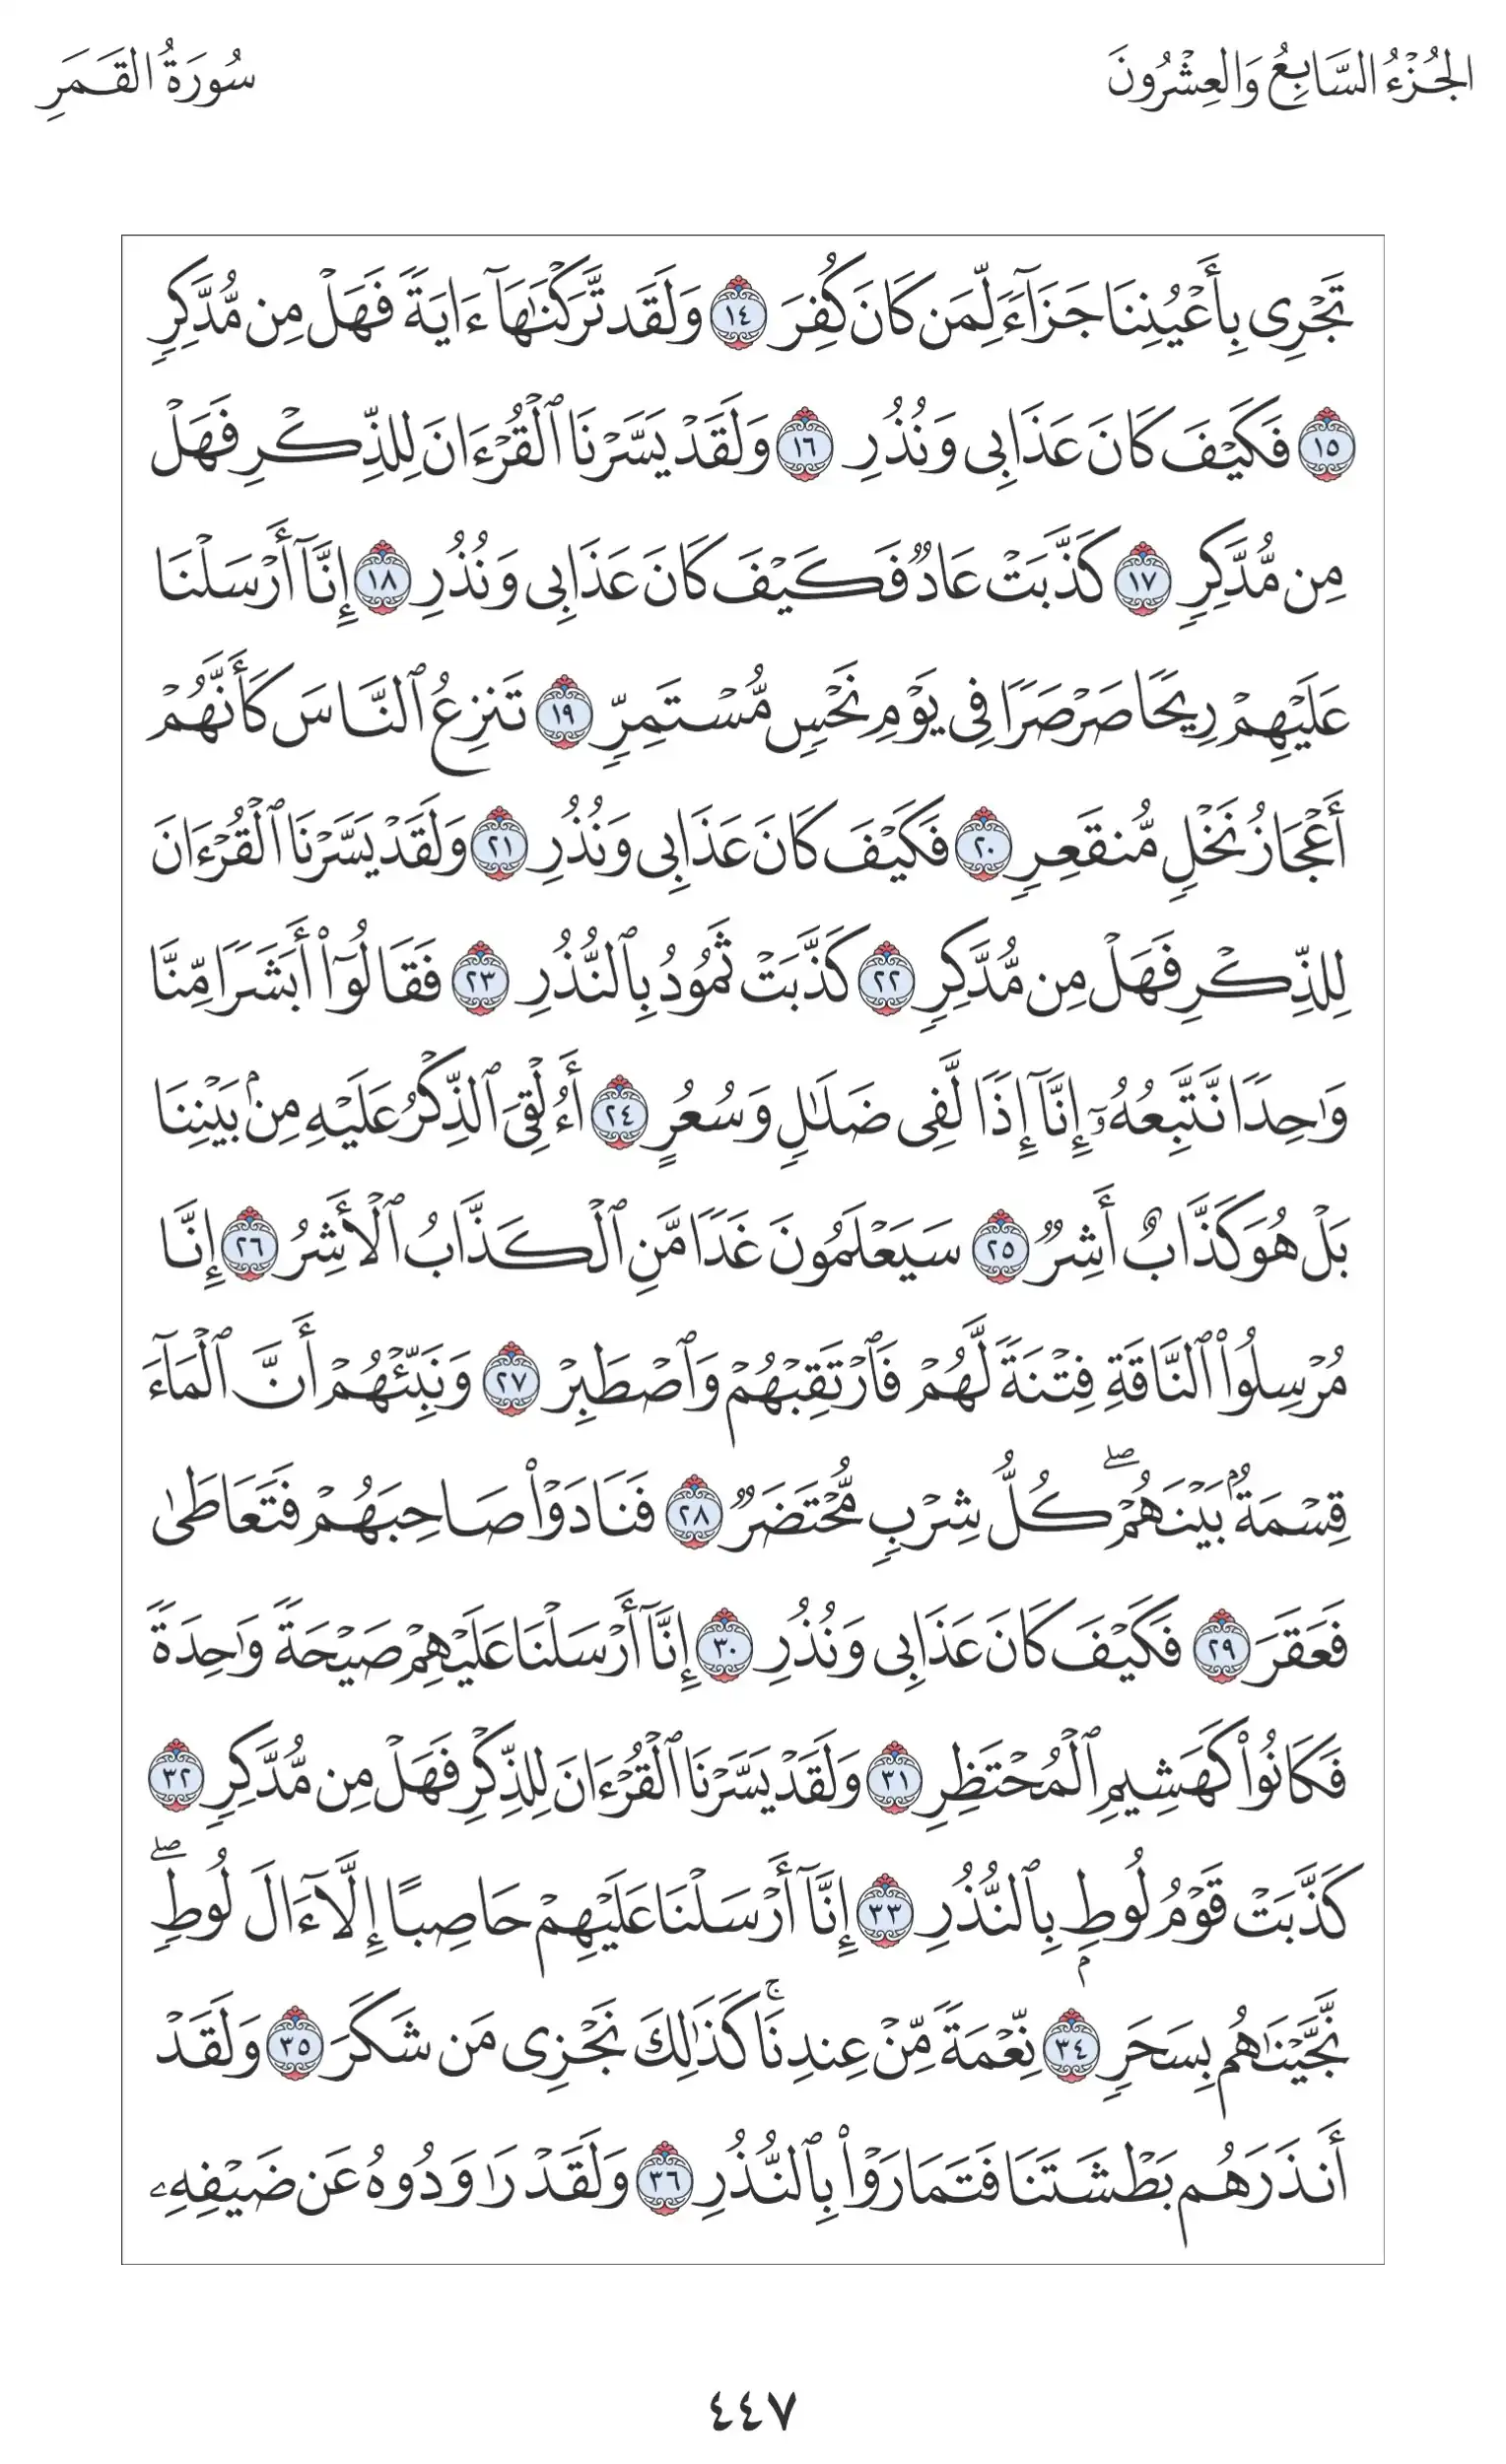 الجُزْءُ السَّابِعُ وَالعِشْرُونَ
سُورَةُ القَمَرِ
تَجْرِى بِأَعْيُنِنَا جَزَآءً لِّمَن كَانَ كُفِرَ ١٤ وَلَقَد تَّرَكْنَٰهَآ ءَايَةً فَهَلْ مِن مُّدَّكِرٍ
١٥ فَكَيْفَ كَانَ عَذَابِى وَنُذُرِ ١٦ وَلَقَدْ يَسَّرْنَا ٱلْقُرْءَانَ لِلذِّكْرِ فَهَلْ
مِن مُّدَّكِرٍ ١٧ كَذَّبَتْ عَادٌ فَكَيْفَ كَانَ عَذَابِى وَنُذُرِ ١٨ إِنَّآ أَرْسَلْنَا
عَلَيْهِمْ رِيحًا صَرْصَرًا فِى يَوْمِ نَحْسٍ مُّسْتَمِرٍّ ١٩ تَنزِعُ ٱلنَّاسَ كَأَنَّهُمْ
أَعْجَازُ نَخْلٍ مُّنقَعِرٍ ٢٠ فَكَيْفَ كَانَ عَذَابِى وَنُذُرِ ٢١ وَلَقَدْ يَسَّرْنَا ٱلْقُرْءَانَ
لِلذِّكْرِ فَهَلْ مِن مُّدَّكِرٍ ٢٢ كَذَّبَتْ ثَمُودُ بِٱلنُّذُرِ ٢٣ فَقَالُوٓا۟ أَبَشَرًا مِّنَّا
وَٰحِدًا نَّتَّبِعُهُۥٓ إِنَّآ إِذًا لَّفِى ضَلَٰلٍ وَسُعُرٍ ٢٤ أَءُلْقِىَ ٱلذِّكْرُ عَلَيْهِ مِنۢ بَيْنِنَا
بَلْ هُوَ كَذَّابٌ أَشِرٌ ٢٥ سَيَعْلَمُونَ غَدًا مَّنِ ٱلْكَذَّابُ ٱلْأَشِرُ ٢٦ إِنَّا
مُرْسِلُوا۟ ٱلنَّاقَةِ فِتْنَةً لَّهُمْ فَٱرْتَقِبْهُمْ وَٱصْطَبِرْ ٢٧ وَنَبِّئْهُمْ أَنَّ ٱلْمَآءَ
قِسْمَةٌۢ بَيْنَهُمْ ۖ كُلُّ شِرْبٍ مُّحْتَضَرٌ ٢٨ فَنَادَوْا۟ صَاحِبَهُمْ فَتَعَاطَىٰ
فَعَقَرَ ٢٩ فَكَيْفَ كَانَ عَذَابِى وَنُذُرِ ٣٠ إِنَّآ أَرْسَلْنَا عَلَيْهِمْ صَيْحَةً وَٰحِدَةً
فَكَانُوا۟ كَهَشِيمِ ٱلْمُحْتَظِرِ ٣١ وَلَقَدْ يَسَّرْنَا ٱلْقُرْءَانَ لِلذِّكْرِ فَهَلْ مِن مُّدَّكِرٍ ٣٢
كَذَّبَتْ قَوْمُ لُوطٍۭ بِٱلنُّذُرِ ٣٣ إِنَّآ أَرْسَلْنَا عَلَيْهِمْ حَاصِبًا إِلَّآ ءَالَ لُوطٍ ۖ
نَّجَّيْنَٰهُم بِسَحَرٍ ٣٤ نِّعْمَةً مِّنْ عِندِنَا ۚ كَذَٰلِكَ نَجْزِى مَن شَكَرَ ٣٥ وَلَقَدْ
أَنذَرَهُم بَطْشَتَنَا فَتَمَارَوْا۟ بِٱلنُّذُرِ ٣٦ وَلَقَدْ رَٰوَدُوهُ عَن ضَيْفِهِۦ
٤٤٧